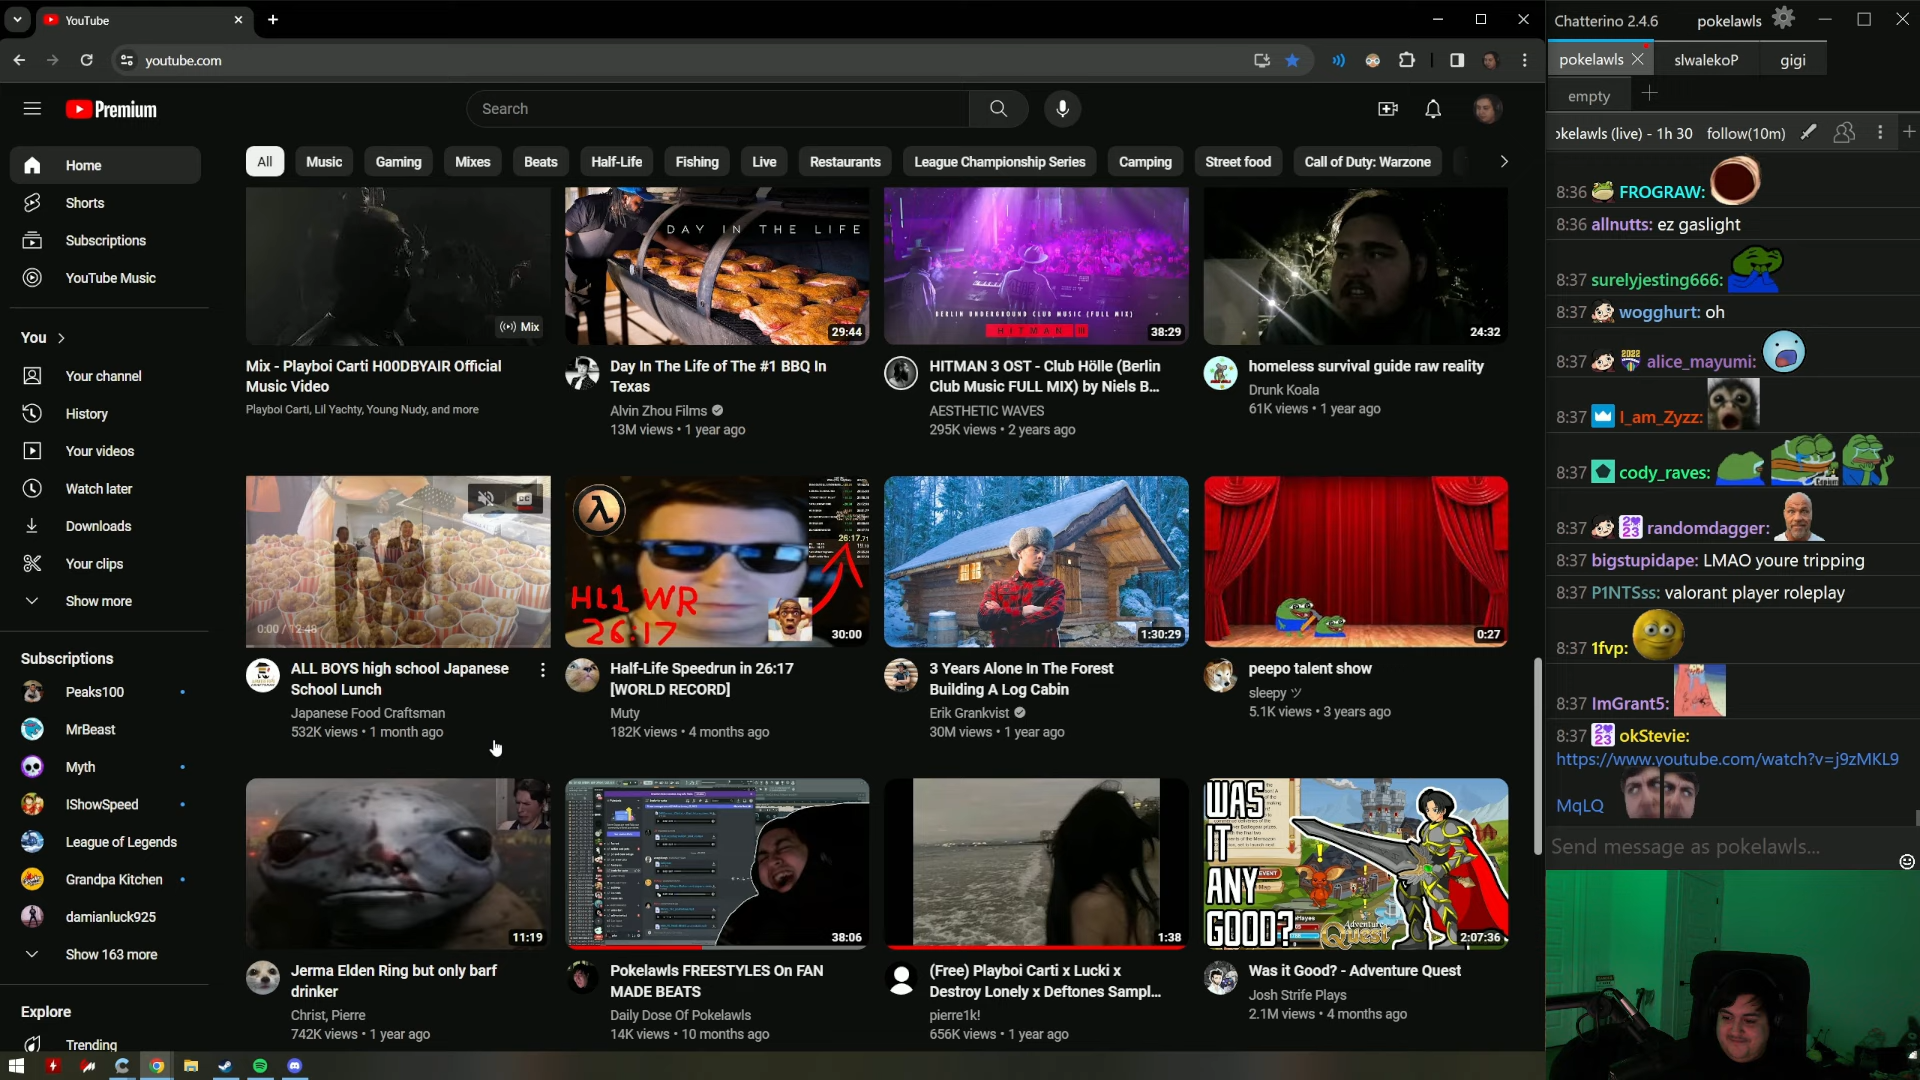 YouTube
youtube.com
Premium
Search
Home
Shorts
Subscriptions
YouTube Music
You
Your channel
History
Your videos
Watch later
Downloads
Your clips
Show more
Subscriptions
Peaks100
MrBeast
Myth
IShowSpeed
League of Legends
Grandpa Kitchen
damianluck925
Show 163 more
Explore
Trending
All
Music
Gaming
Mixes
Beats
Half-Life
Fishing
Live
Restaurants
League Championship Series
Camping
Street food
Call of Duty: Warzone
Mix
Mix - Playboi Carti H00DBYAIR Official
Music Video
Playboi Carti, Lil Yachty, Young Nudy, and more
DAY IN THE LIFE
29:44
Day In The Life of The #1 BBQ In
Texas
Alvin Zhou Films
13M views • 1 year ago
BERLIN UNDERGROUND CLUB MUSIC (FULL MIX)
HITMAN III
38:29
HITMAN 3 OST - Club Hölle (Berlin
Club Music FULL MIX) by Niels B...
AESTHETIC WAVES
295K views • 2 years ago
24:32
homeless survival guide raw reality
Drunk Koala
61K views • 1 year ago
CC
0:00 / 12:48
ALL BOYS high school Japanese
School Lunch
Japanese Food Craftsman
532K views • 1 month ago
26:17
HL1 WR
26:17
30:00
Half-Life Speedrun in 26:17
[WORLD RECORD]
Muty
182K views • 4 months ago
1:30:29
3 Years Alone In The Forest
Building A Log Cabin
Erik Grankvist
30M views • 1 year ago
0:27
peepo talent show
sleepy ツ
5.1K views • 3 years ago
11:19
Jerma Elden Ring but only barf
drinker
Christ, Pierre
742K views • 1 year ago
38:06
Pokelawls FREESTYLES On FAN
MADE BEATS
Daily Dose Of Pokelawls
14K views • 10 months ago
1:38
(Free) Playboi Carti x Lucki x
Destroy Lonely x Deftones Sampl...
pierre1k!
656K views • 1 year ago
WAS
IT
ANY
GOOD?
EVENT
Adventure
Quest
2:07:36
Was it Good? - Adventure Quest
Josh Strife Plays
2.1M views • 4 months ago
Chatterino 2.4.6
pokelawls
pokelawls
slwalekoP
gigi
empty
okelawls (live) - 1h 30
follow(10m)
8:36 FROGRAW:
8:36 allnutts: ez gaslight
8:37 surelyjesting666:
8:37 wogghurt: oh
8:37 2022 alice_mayumi:
8:37 I_am_Zyzz:
8:37 cody_raves:
8:37 randomdagger:
8:37 bigstupidape: LMAO youre tripping
8:37 P1NTSss: valorant player roleplay
8:37 1fvp:
8:37 ImGrant5:
8:37 okStevie:
https://www.youtube.com/watch?v=j9zMKL9
MqLQ
Send message as pokelawls...